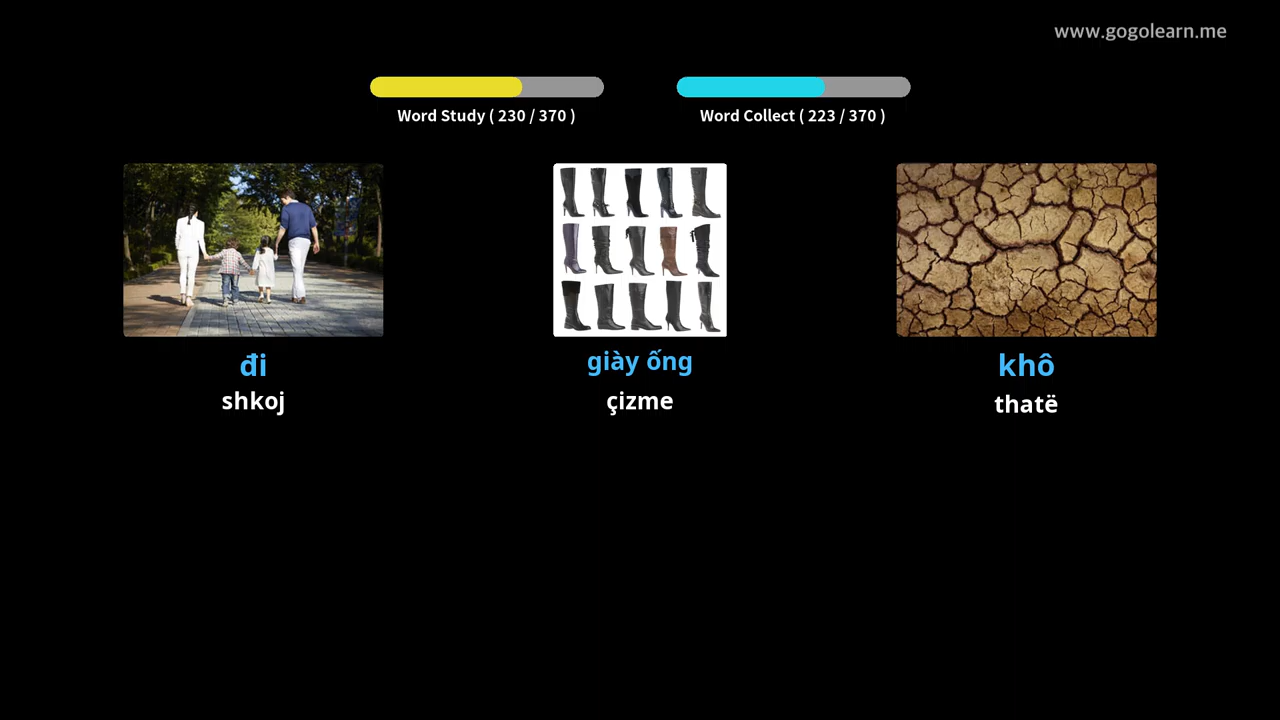 www.gogolearn.me
Word Study ( 230 / 370 )
Word Collect ( 223 / 370 )
đi
giày ống
khô
shkoj
çizme
thatë